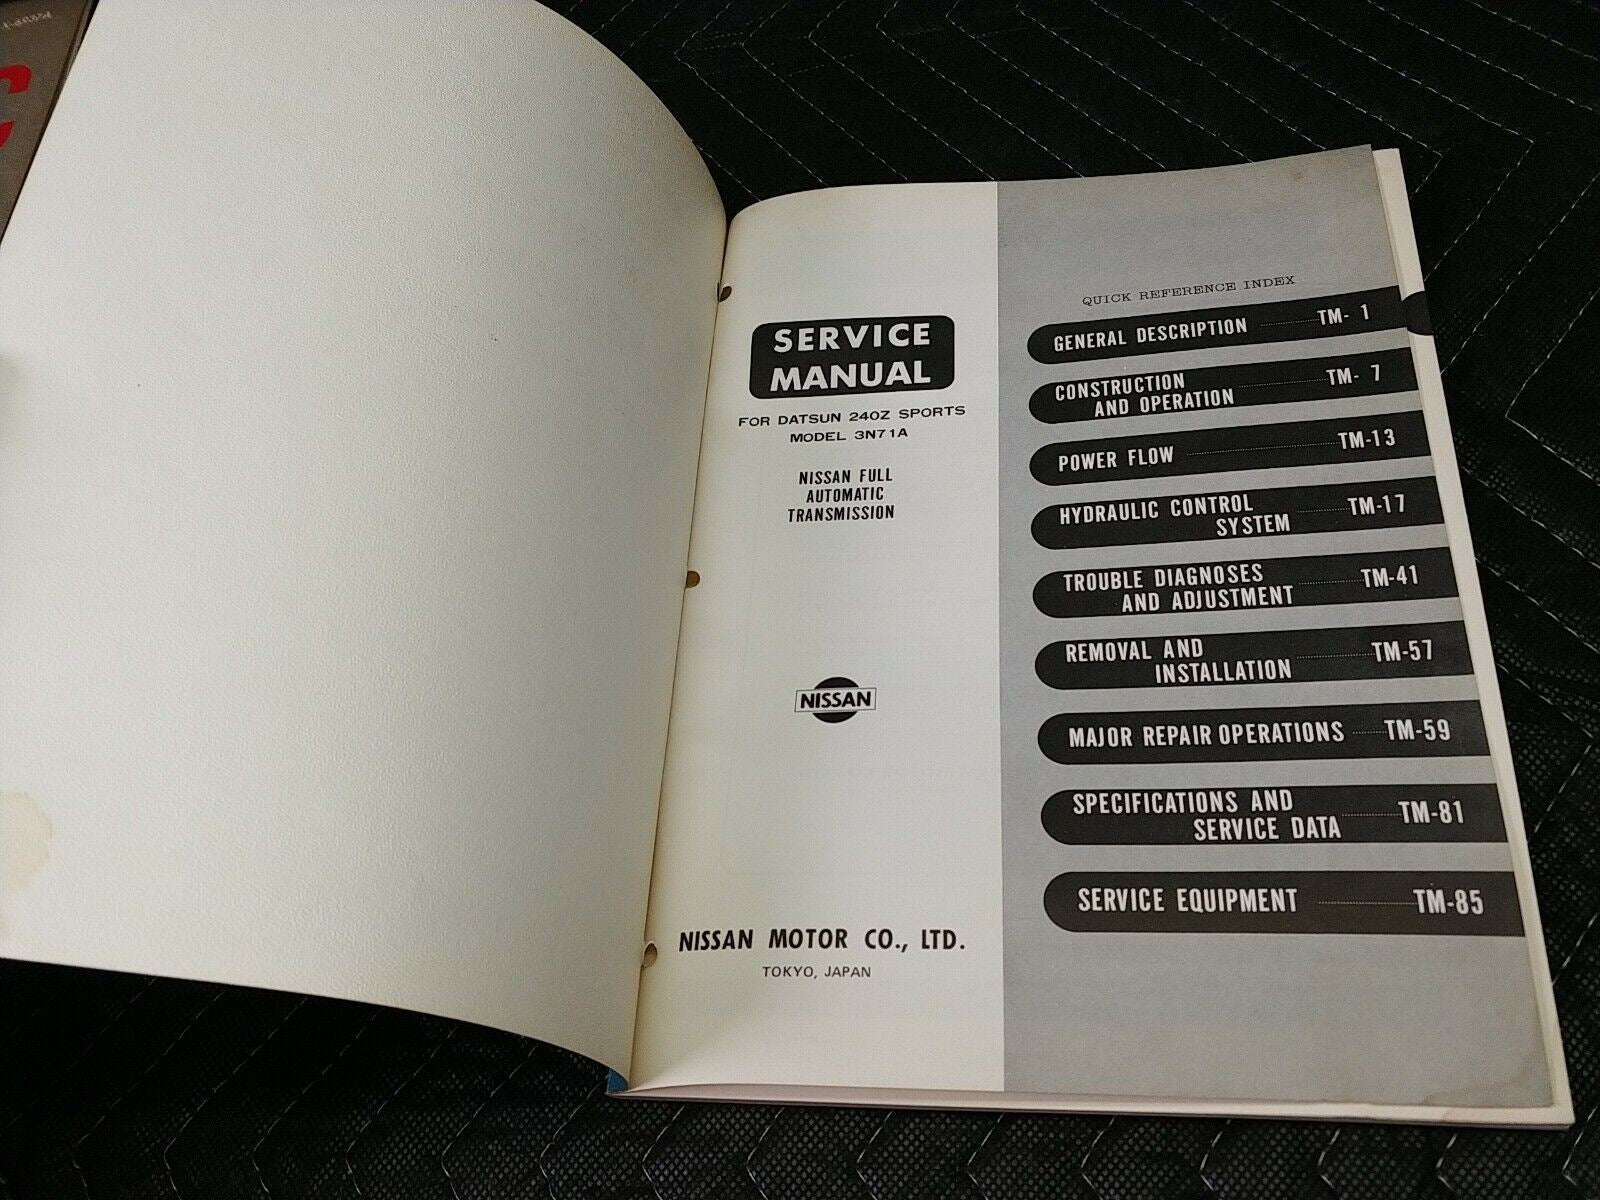 SERVICE
MANUAL
FOR DATSUN 240Z SPORTS
MODEL 3N71A
NISSAN FULL
AUTOMATIC
TRANSMISSION
NISSAN
NISSAN MOTOR CO., LTD.
TOKYO, JAPAN
QUICK REFERENCE INDEX
GENERAL DESCRIPTION TM- 1
CONSTRUCTION
AND OPERATION TM- 7
POWER FLOW TM-13
HYDRAULIC CONTROL
SYSTEM TM-17
TROUBLE DIAGNOSES
AND ADJUSTMENT TM-41
REMOVAL AND
INSTALLATION TM-57
MAJOR REPAIR OPERATIONS TM-59
SPECIFICATIONS AND
SERVICE DATA TM-81
SERVICE EQUIPMENT TM-85